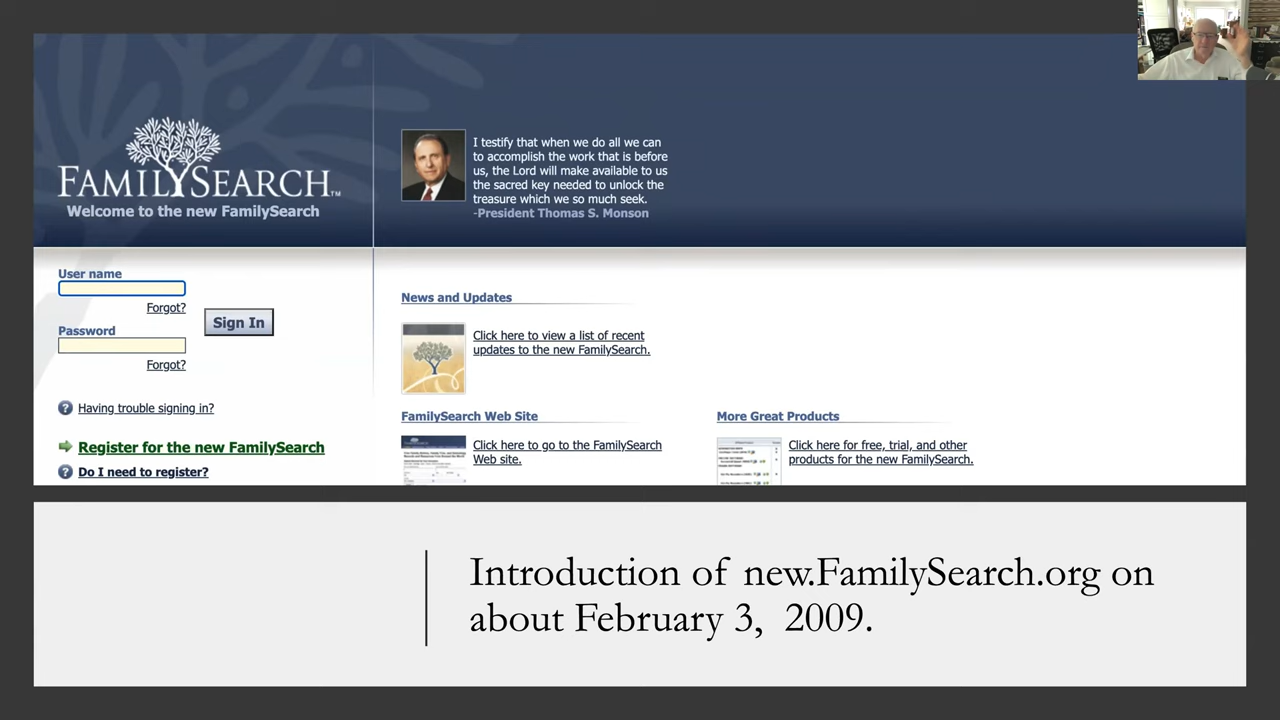 FAMILYSEARCH™
Welcome to the new FamilySearch
I testify that when we do all we can
to accomplish the work that is before
us, the Lord will make available to us
the sacred key needed to unlock the
treasure which we so much seek.
-President Thomas S. Monson
User name
Forgot?
Password
Forgot?
Sign In
Having trouble signing in?
Register for the new FamilySearch
Do I need to register?
News and Updates
Click here to view a list of recent
updates to the new FamilySearch.
FamilySearch Web Site
Click here to go to the FamilySearch
Web site.
More Great Products
Click here for free, trial, and other
products for the new FamilySearch.
Introduction of new.FamilySearch.org on
about February 3, 2009.